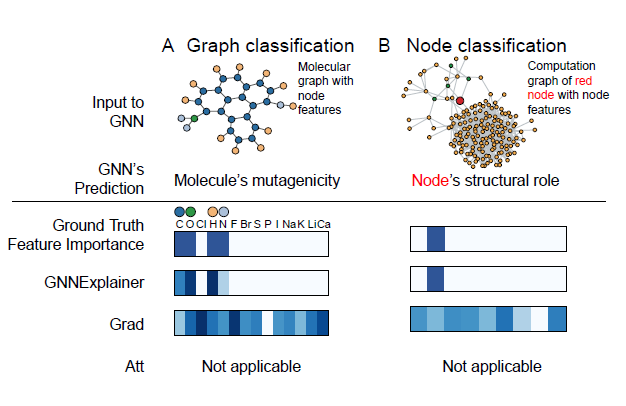 A Graph classification
B Node classification
Input to
GNN
Molecular
graph with
node
features
Computation
graph of red
node with node
features
GNN's
Prediction
Molecule's mutagenicity
Node's structural role
Ground Truth
Feature Importance
C O Cl H N F Br S P I Na K Li Ca
GNNExplainer
Grad
Att
Not applicable
Not applicable